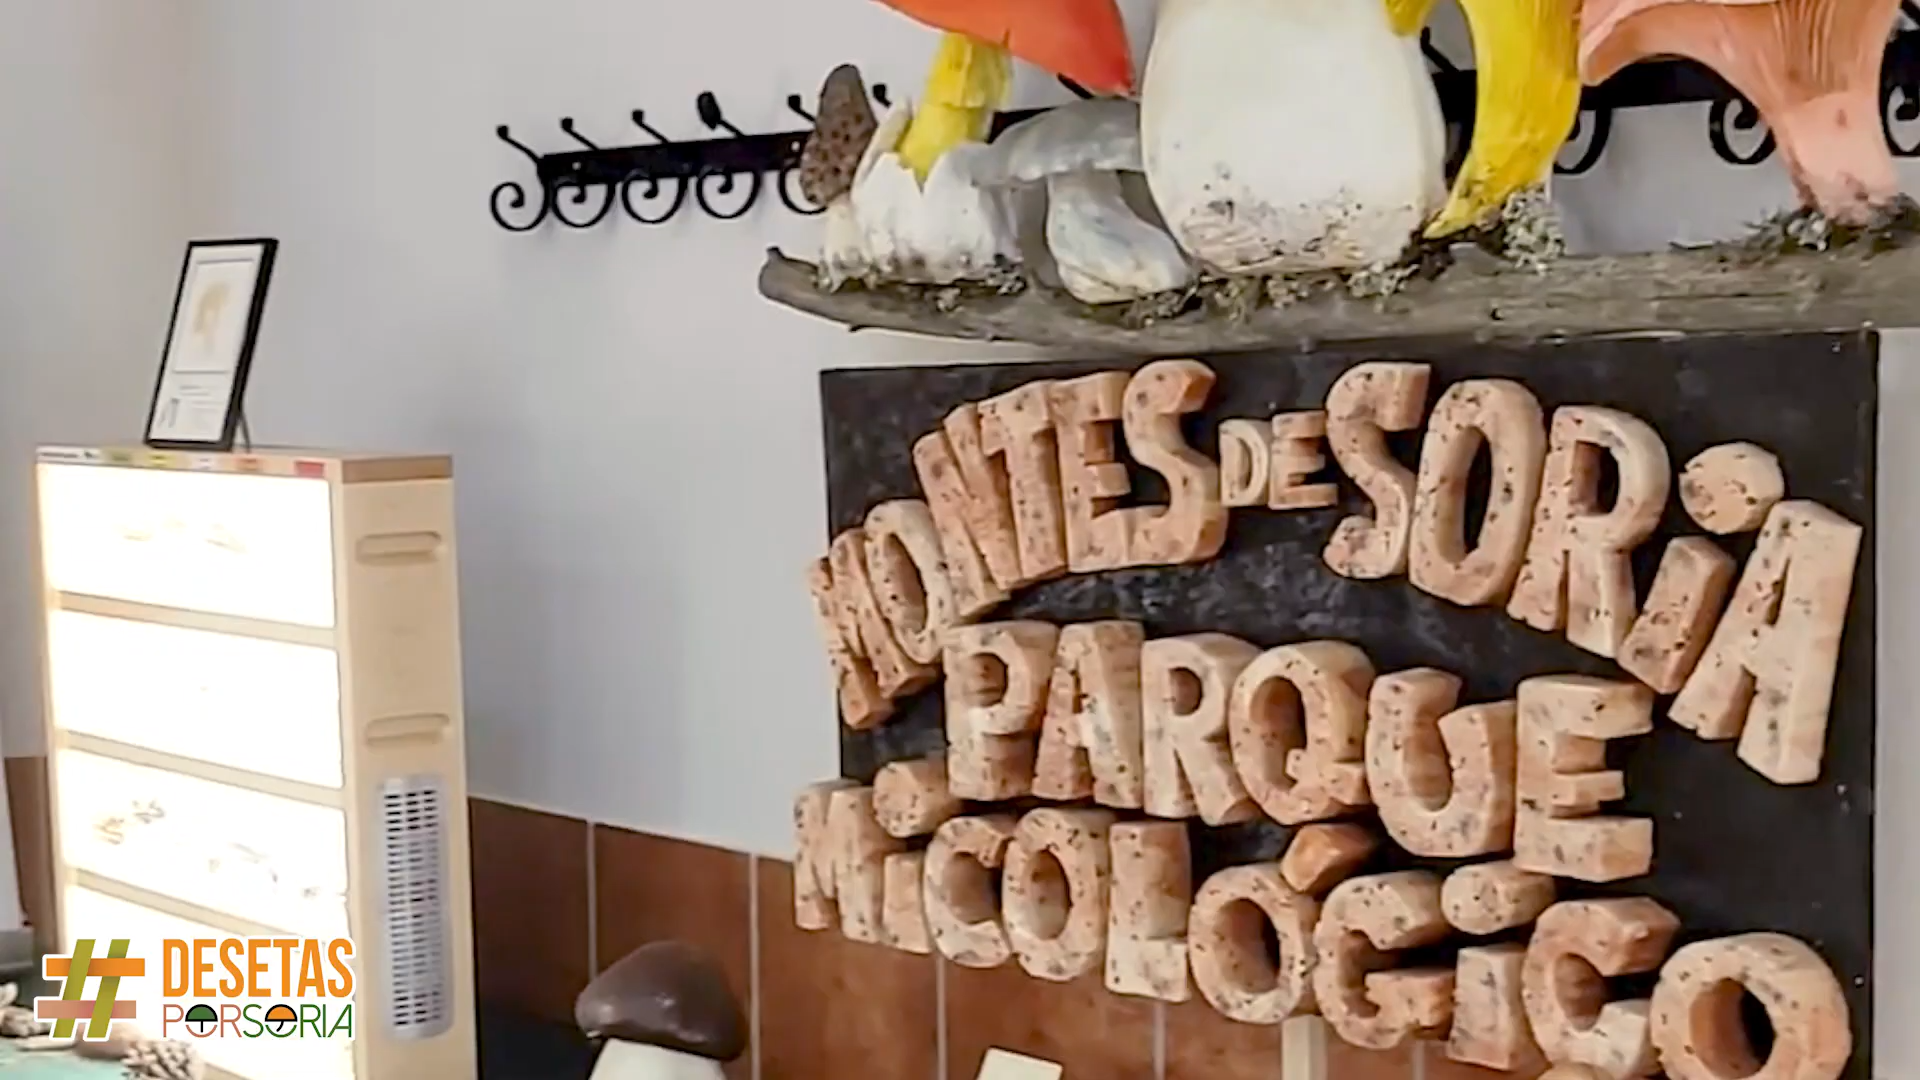 MONTES DE SORiA
PARQUE
MiCOLÓGiCO
#DESETAS
PORSORIA